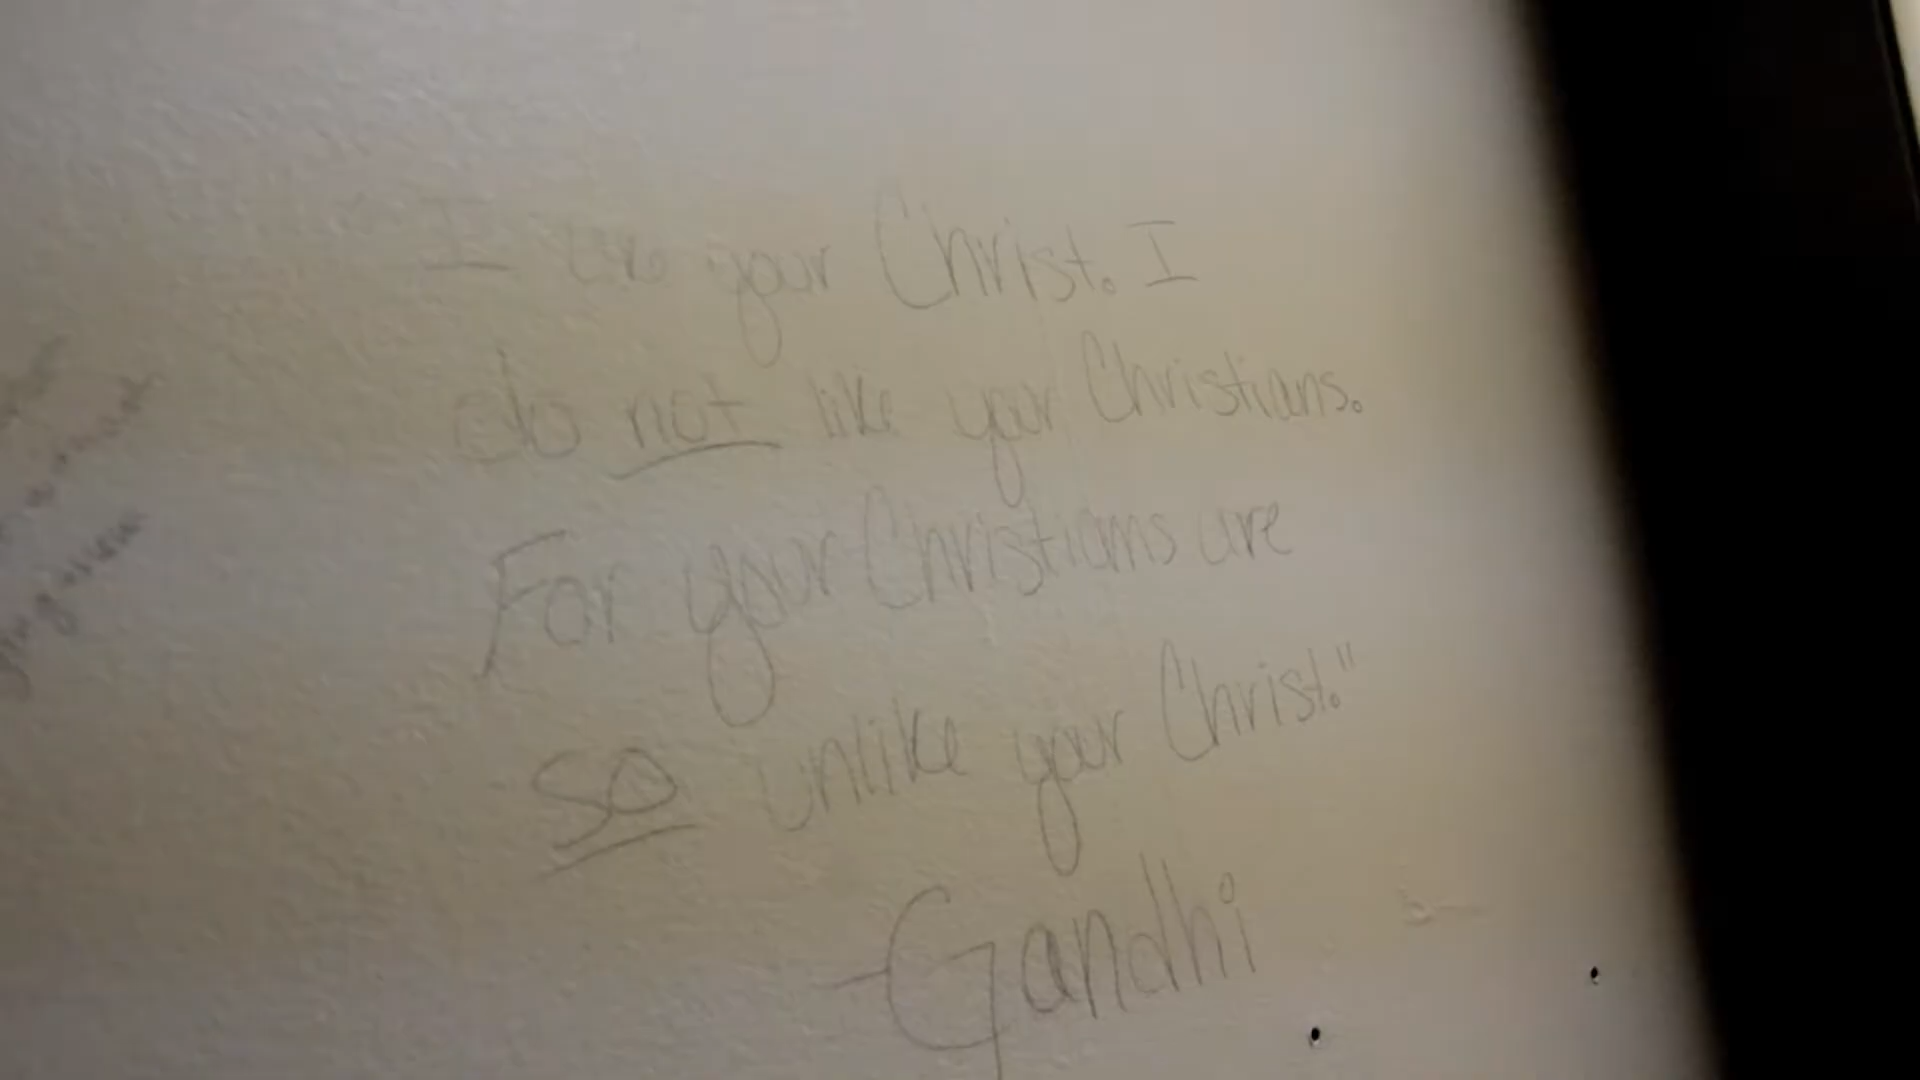 I like your Christ. I
do not like your Christians.
For your Christians are
so unlike your Christ."
-Gandhi